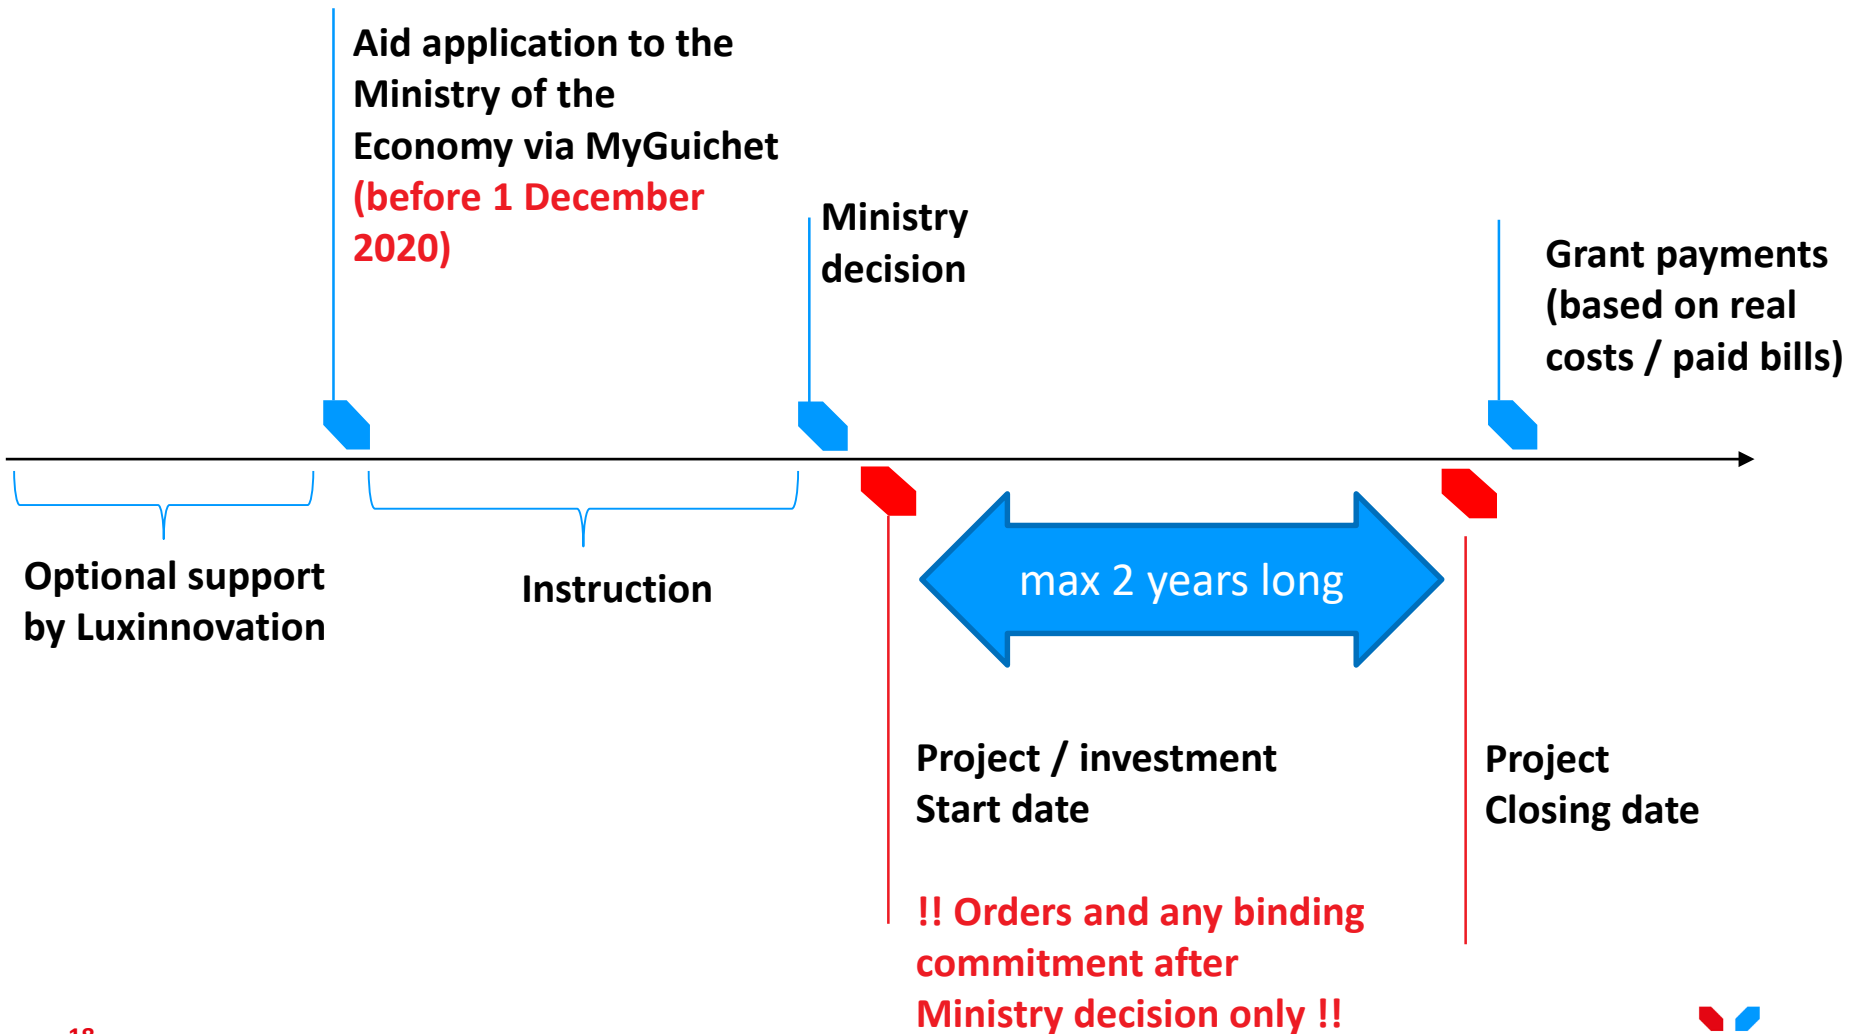 Aid application to the
Ministry of the
Economy via MyGuichet
(before 1 December
2020)
Ministry
decision
Grant payments
(based on real
costs / paid bills)
Optional support
by Luxinnovation
Instruction
max 2 years long
Project / investment
Start date
Project
Closing date
!! Orders and any binding
commitment after
Ministry decision only !!
18